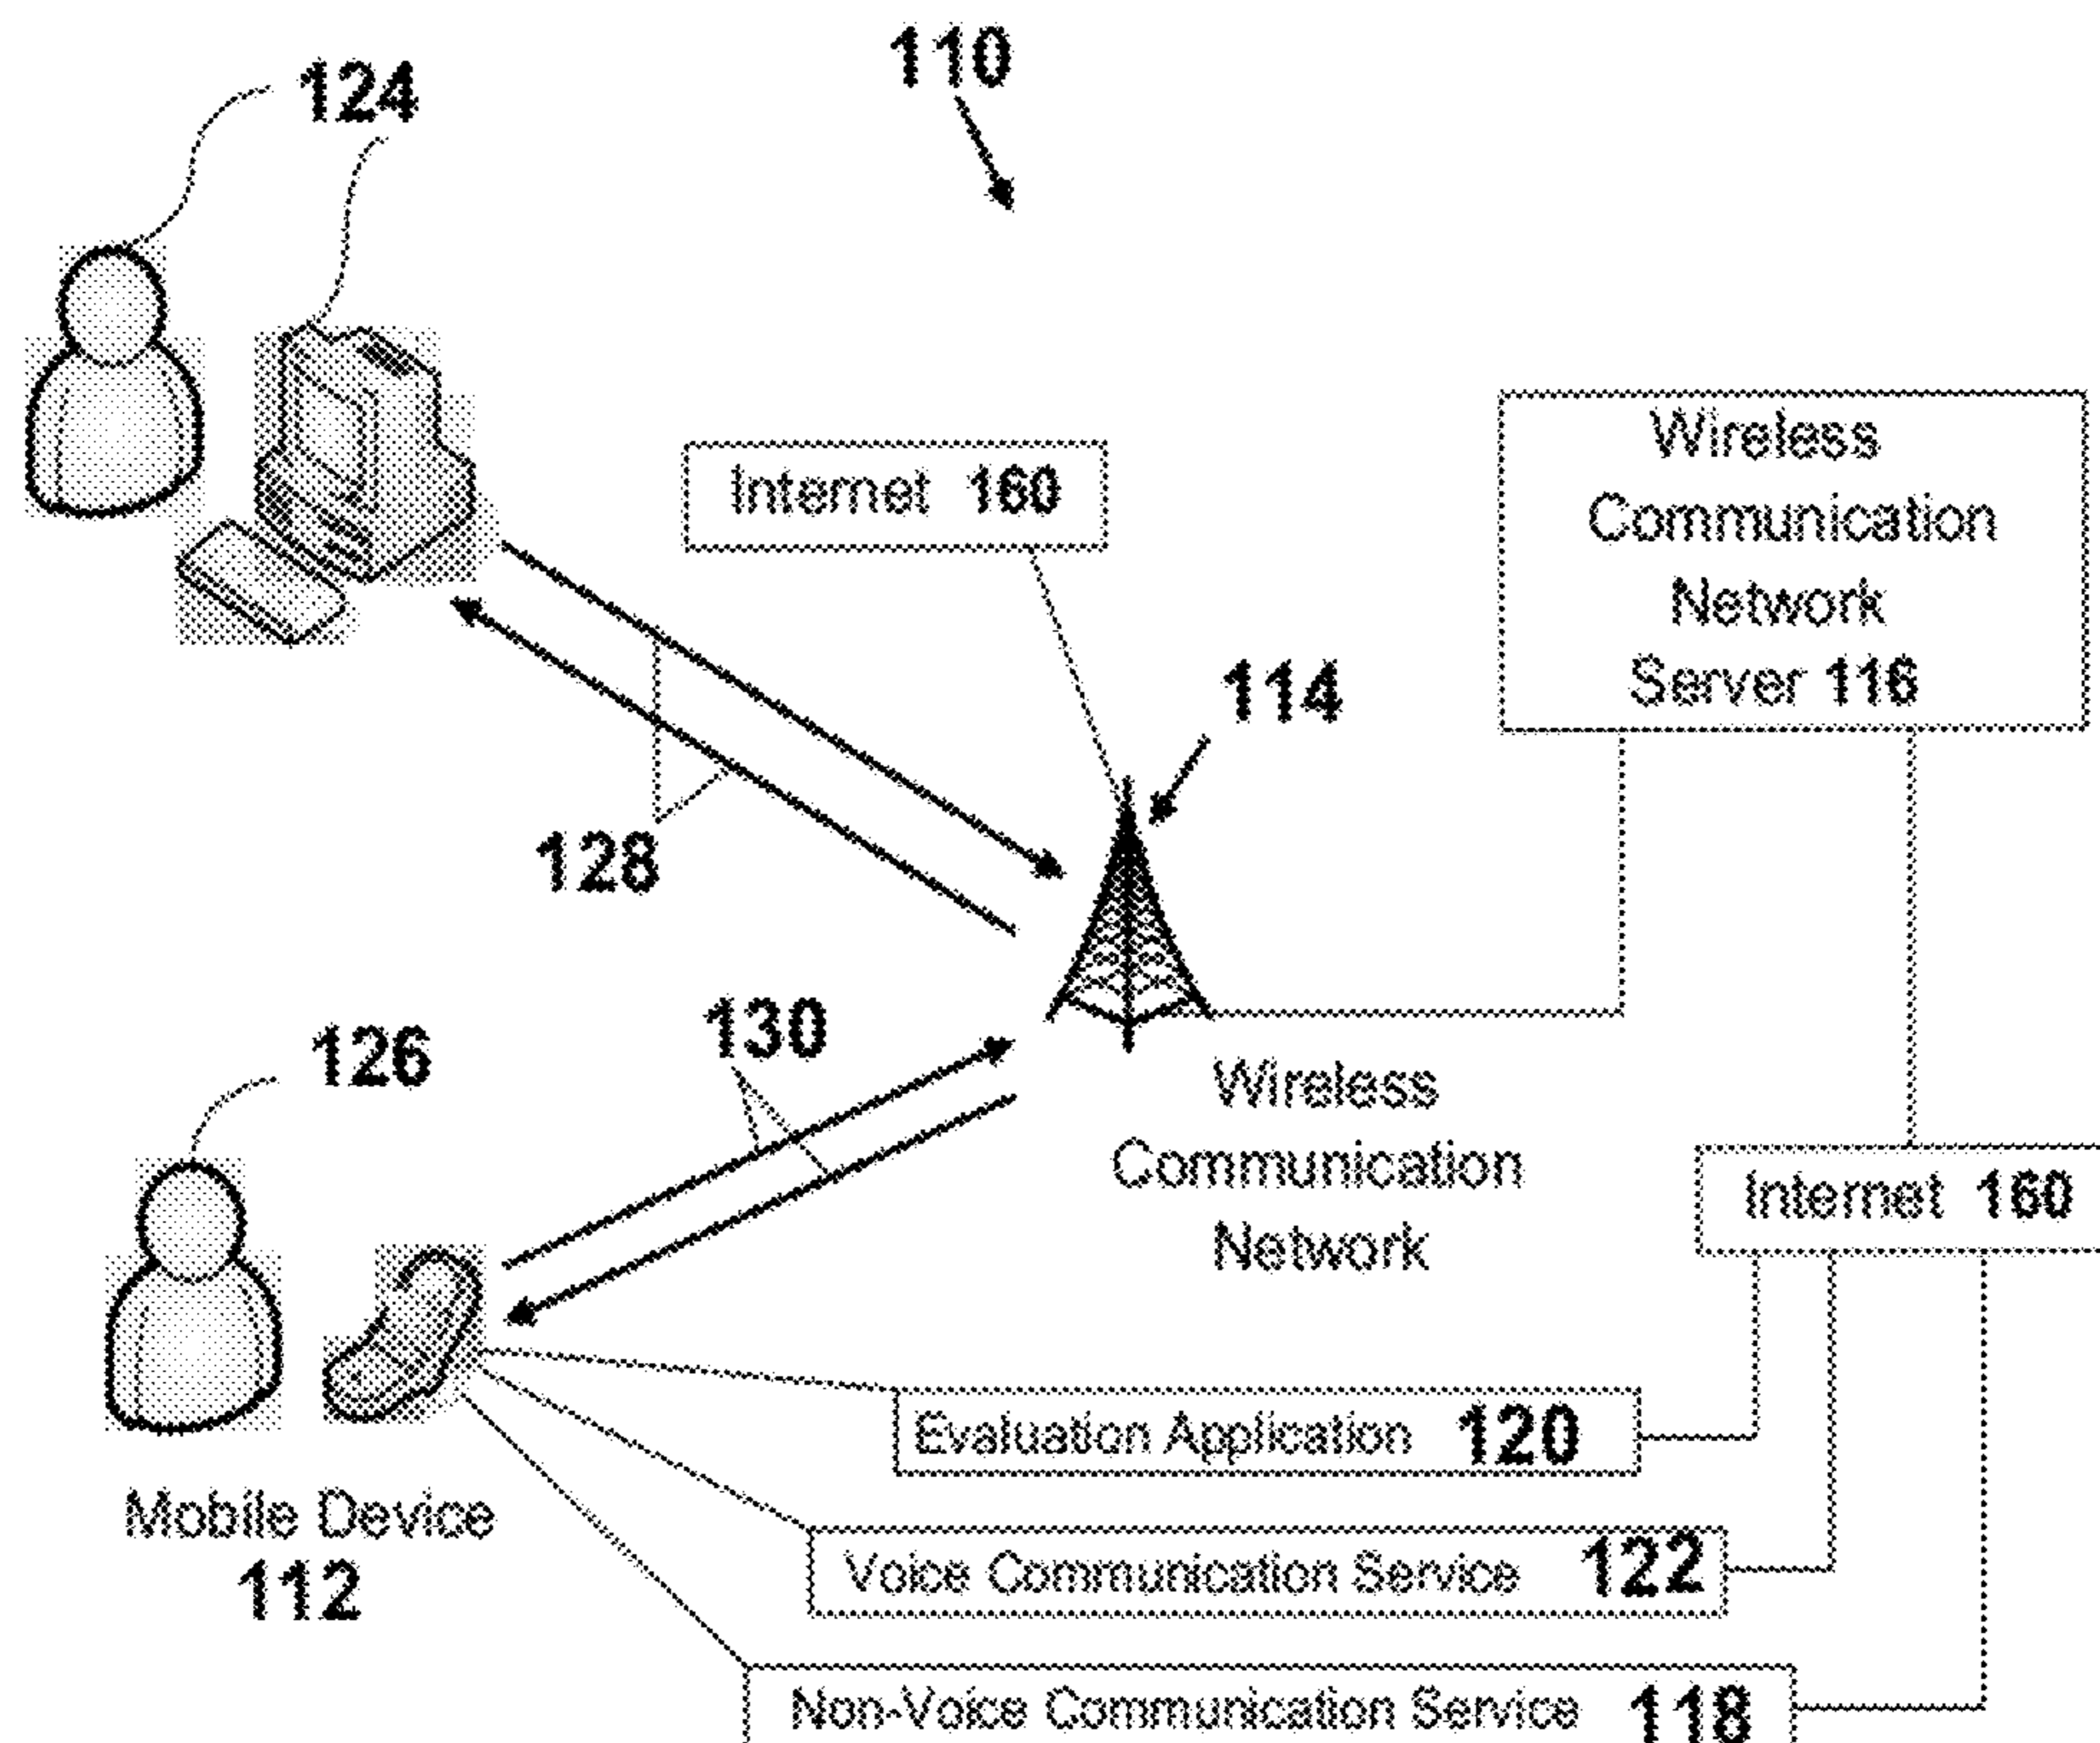 110
124
Internet 160
Wireless
Communication
Network
Server 116
114
128
130
126
Wireless
Communication
Network
Internet 160
Evaluation Application 120
Mobile Device
112
Voice Communication Service 122
Non-Voice Communication Service 118